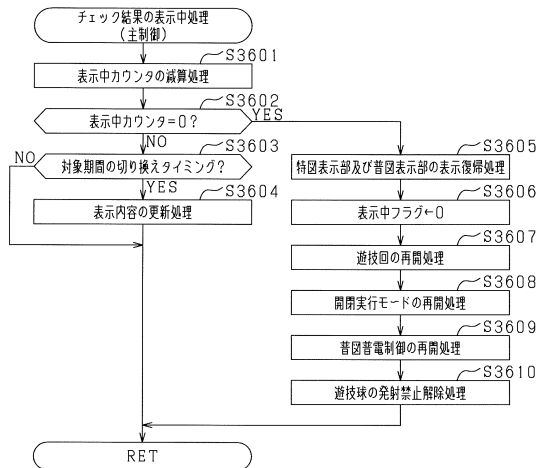 チェック結果の表示中処理
(主制御)
S3601
表示中カウンタの減算処理
S3602
表示中カウンタ=0?
YES
NO
S3603
NO
対象期間の切り換えタイミング?
YES
S3604
表示内容の更新処理
S3605
特図表示部及び普図表示部の表示復帰処理
S3606
表示中フラグ←0
S3607
遊技回の再開処理
S3608
開閉実行モードの再開処理
S3609
普図普電制御の再開処理
S3610
遊技球の発射禁止解除処理
RET